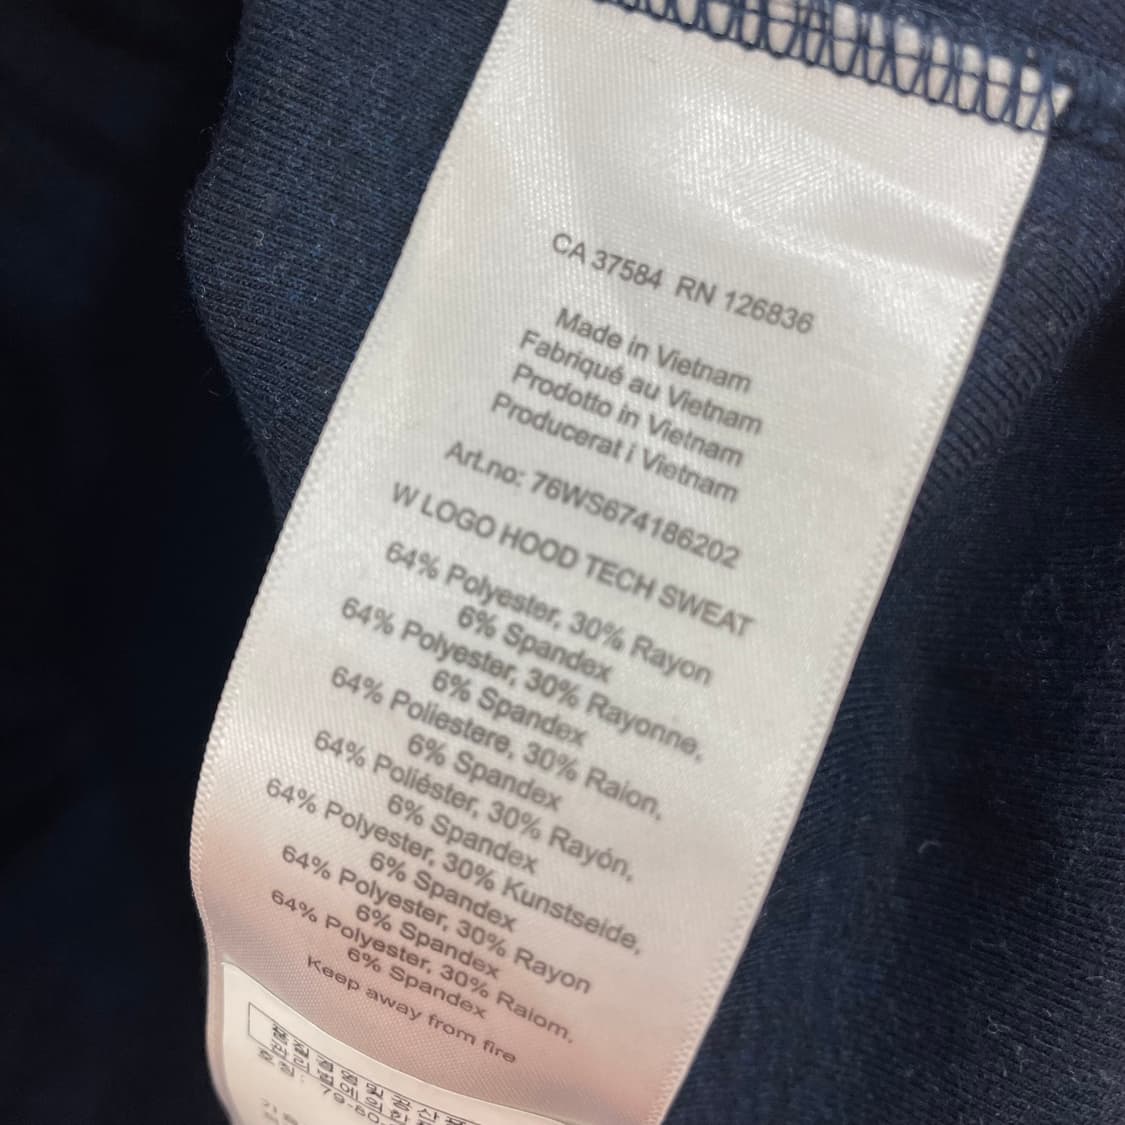 CA 37584 RN 126836
Made in Vietnam
Fabriqué au Vietnam
Prodotto in Vietnam
Producerat i Vietnam
Art.no: 76WS674186202
W LOGO HOOD TECH SWEAT
64% Polyester, 30% Rayon
6% Spandex
64% Polyester, 30% Rayonne,
6% Spandex
64% Poliestere, 30% Raion,
6% Spandex
64% Poliéster, 30% Rayón,
6% Spandex
64% Polyester, 30% Kunstseide,
6% Spandex
64% Polyester, 30% Rayon
6% Spandex
64% Polyester, 30% Raiom,
6% Spandex
Keep away from fire